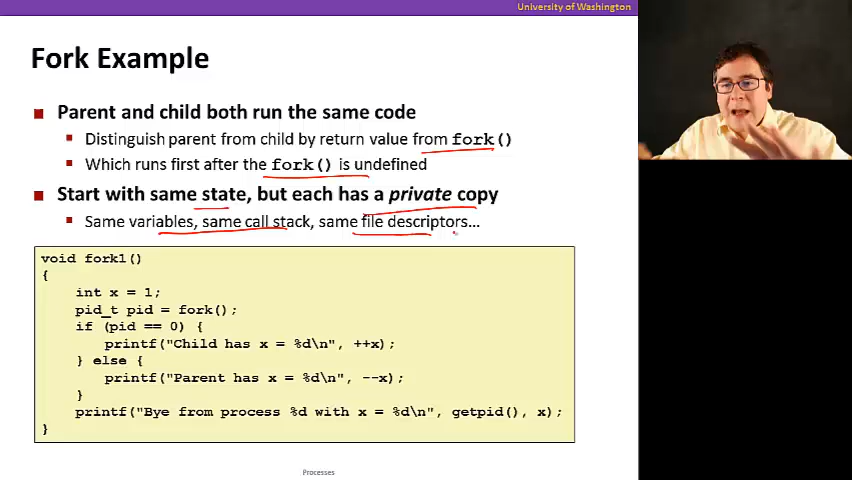 University of Washington
Fork Example
Parent and child both run the same code
Distinguish parent from child by return value from fork()
Which runs first after the fork() is undefined
Start with same state, but each has a private copy
Same variables, same call stack, same file descriptors…
void fork1()
{
int x = 1;
pid_t pid = fork();
if (pid == 0) {
printf("Child has x = %d\n", ++x);
} else {
printf("Parent has x = %d\n", --x);
}
printf("Bye from process %d with x = %d\n", getpid(), x);
}
Processes